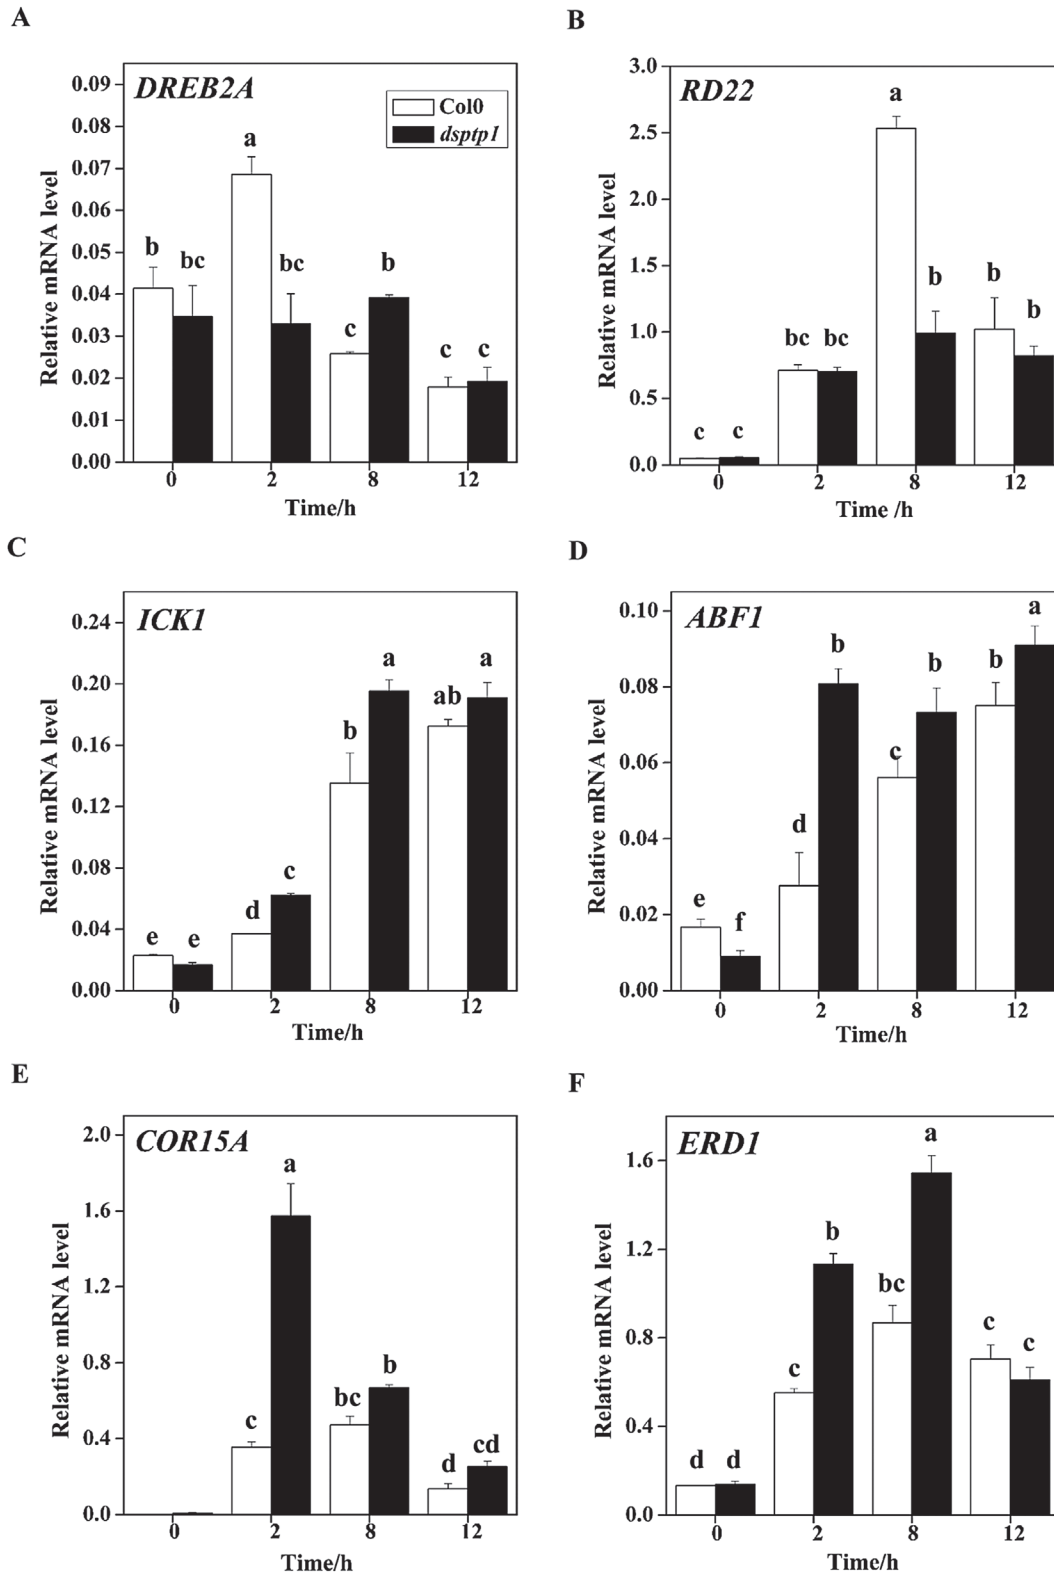 A
DREB2A
Col0
dsptp1
Relative mRNA level
0.09
0.08
0.07
0.06
0.05
0.04
0.03
0.02
0.01
0.00
b
bc
a
bc
c
b
c
c
0
2
8
12
Time/h
B
RD22
Relative mRNA level
3.0
2.5
2.0
1.5
1.0
0.5
0.0
c
c
bc
bc
a
b
b
b
0
2
8
12
Time /h
C
ICK1
Relative mRNA level
0.24
0.20
0.16
0.12
0.08
0.04
0.00
e
e
d
c
b
a
ab
a
0
2
8
12
Time/h
D
ABF1
Relative mRNA level
0.10
0.08
0.06
0.04
0.02
0.00
e
f
d
b
c
b
b
a
0
2
8
12
Time/h
E
COR15A
Relative mRNA level
2.0
1.6
1.2
0.8
0.4
0.0
c
a
bc
b
d
cd
0
2
8
12
Time/h
F
ERD1
Relative mRNA level
1.6
1.2
0.8
0.4
0.0
d
d
c
b
bc
a
c
c
0
2
8
12
Time/h